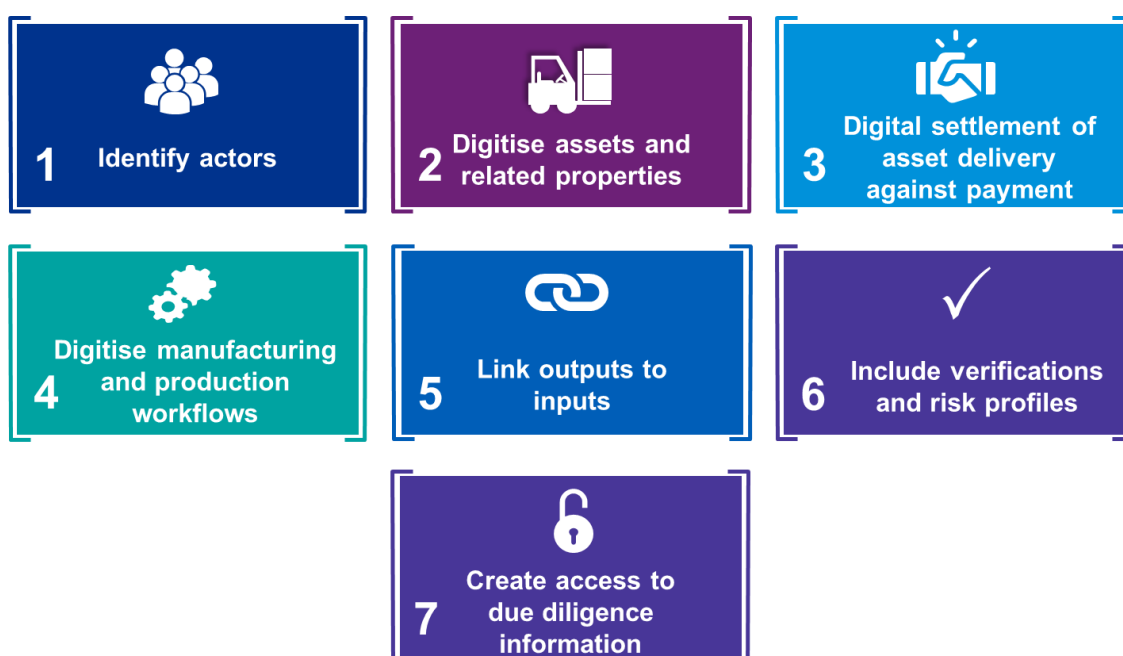 1 Identify actors
2 Digitise assets and
related properties
3 Digital settlement of
asset delivery
against payment
4 Digitise manufacturing
and production
workflows
5 Link outputs to
inputs
6 Include verifications
and risk profiles
7 Create access to
due diligence
information